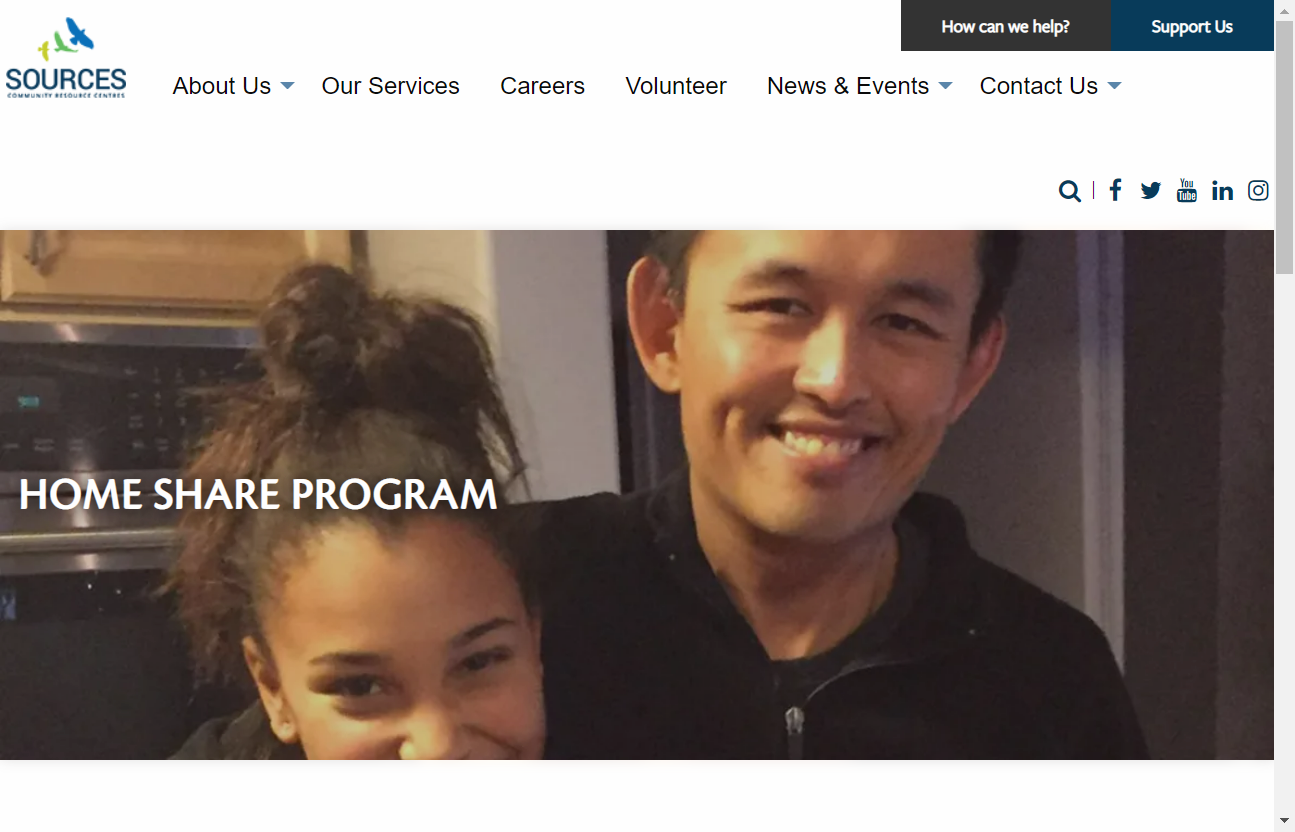 How can we help?
Support Us
SOURCES
COMMUNITY RESOURCE CENTRES
About Us
Our Services
Careers
Volunteer
News & Events
Contact Us
You
Tube
HOME SHARE PROGRAM